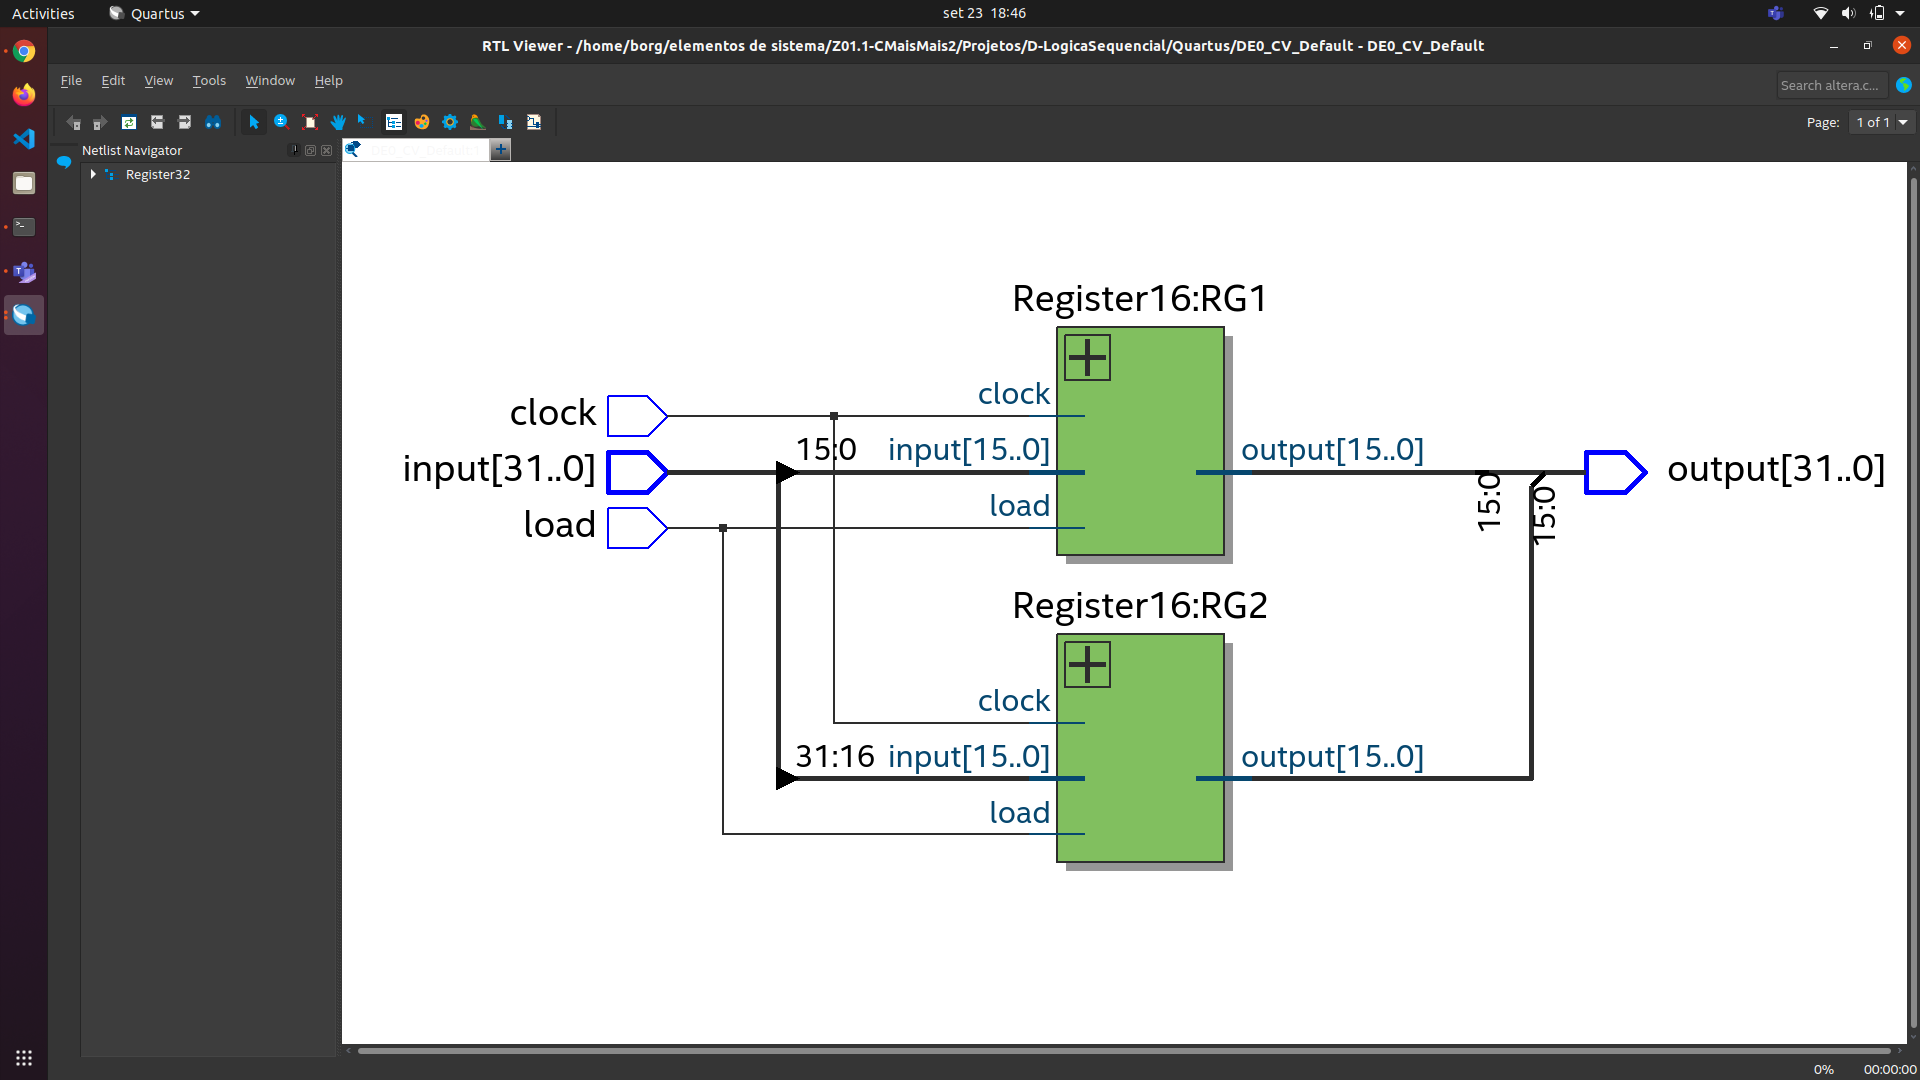 Activities
Quartus
set 23 18:46
RTL Viewer - /home/borg/elementos de sistema/Z01.1-CMaisMais2/Projetos/D-LogicaSequencial/Quartus/DE0_CV_Default - DE0_CV_Default
File Edit View Tools Window Help
Search altera.c...
Page: 1 of 1
Netlist Navigator
Register32
Register16:RG1
clock
clock
15:0
input[15..0]
output[15..0]
input[31..0]
output[31..0]
load
load
15:0
15:0
Register16:RG2
clock
31:16
input[15..0]
output[15..0]
load
0%
00:00:00